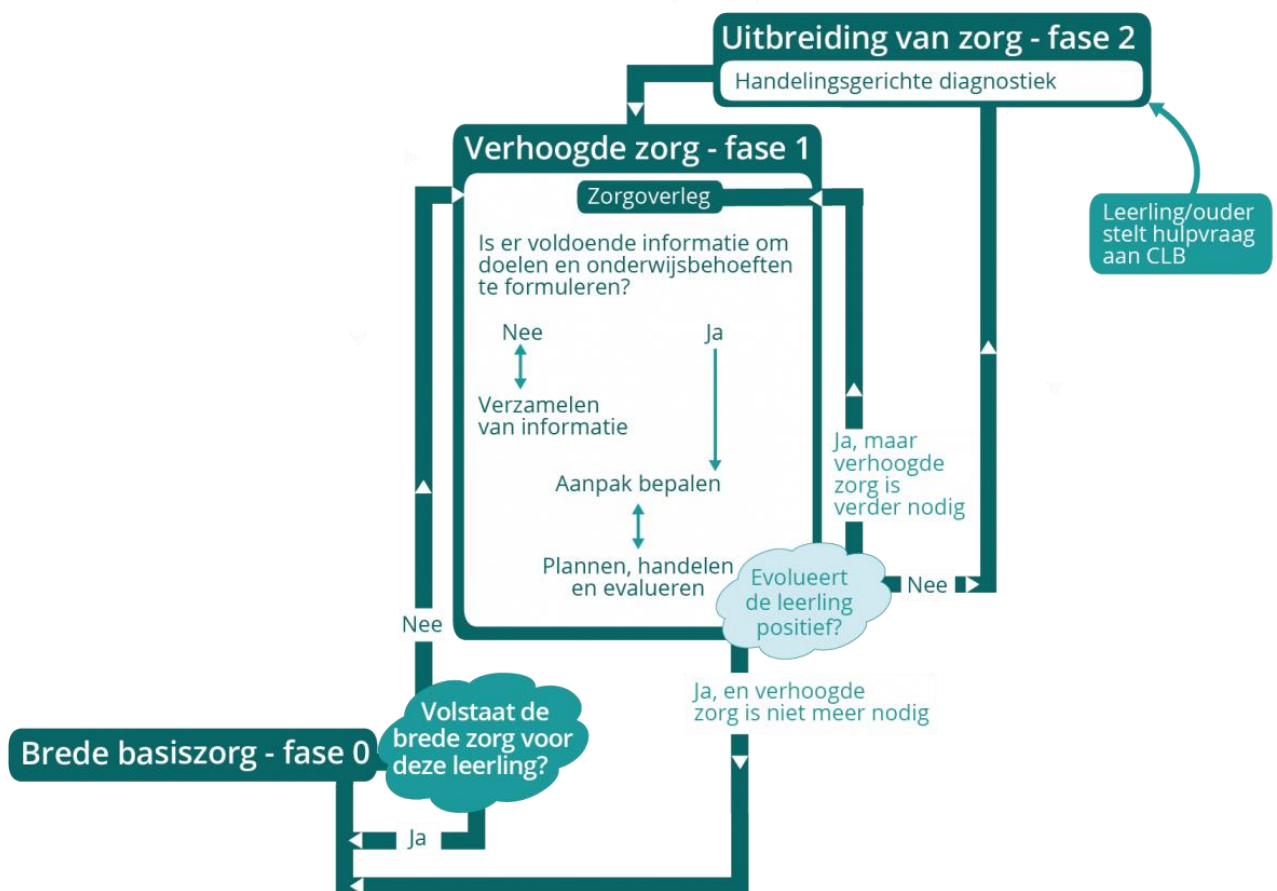 Uitbreiding van zorg - fase 2
Handelingsgerichte diagnostiek
Leerling/ouder
stelt hulpvraag
aan CLB
Verhoogde zorg - fase 1
Zorgoverleg
Is er voldoende informatie om
doelen en onderwijsbehoeften
te formuleren?
Nee
Ja
Verzamelen
van informatie
Aanpak bepalen
Plannen, handelen
en evalueren
Evolueert
de leerling
positief?
Ja, maar
verhoogde
zorg is
verder nodig
Nee
Ja, en verhoogde
zorg is niet meer nodig
Nee
Volstaat de
brede zorg voor
deze leerling?
Brede basiszorg - fase 0
Ja